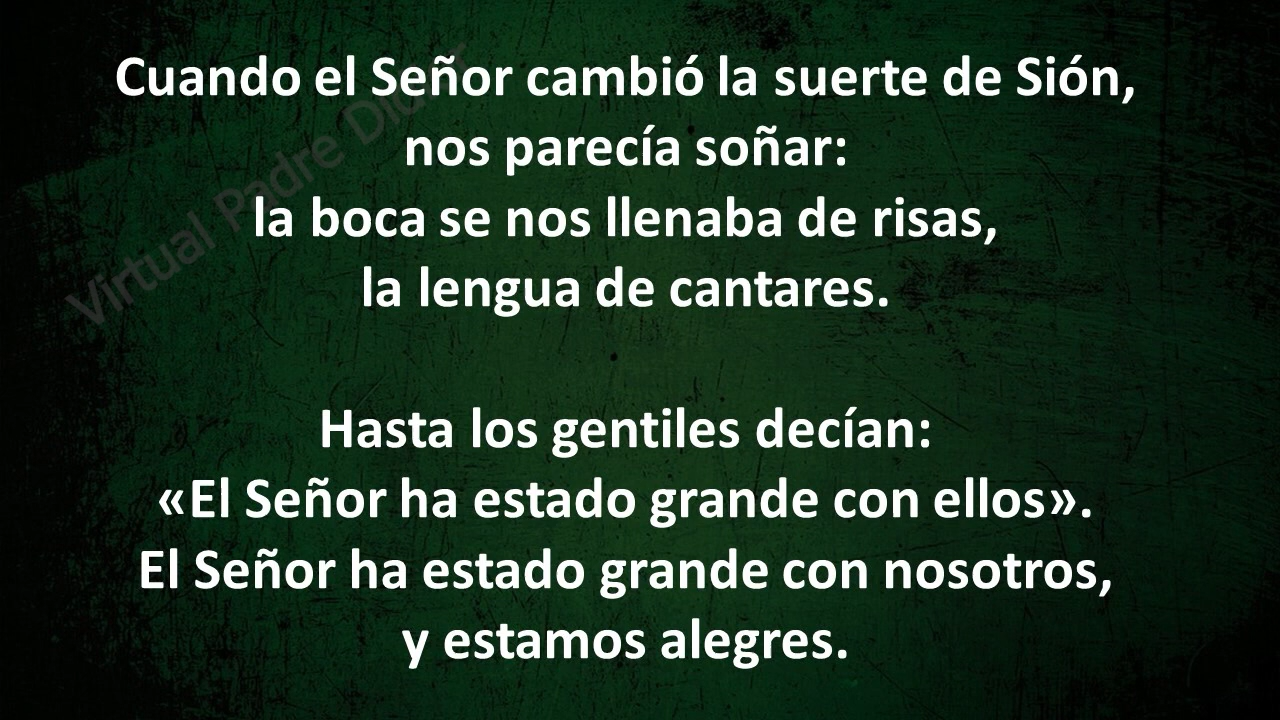 Cuando el Señor cambió la suerte de Sión,
nos parecía soñar:
la boca se nos llenaba de risas,
la lengua de cantares.
Hasta los gentiles decían:
«El Señor ha estado grande con ellos».
El Señor ha estado grande con nosotros,
y estamos alegres.
Virtual Padre